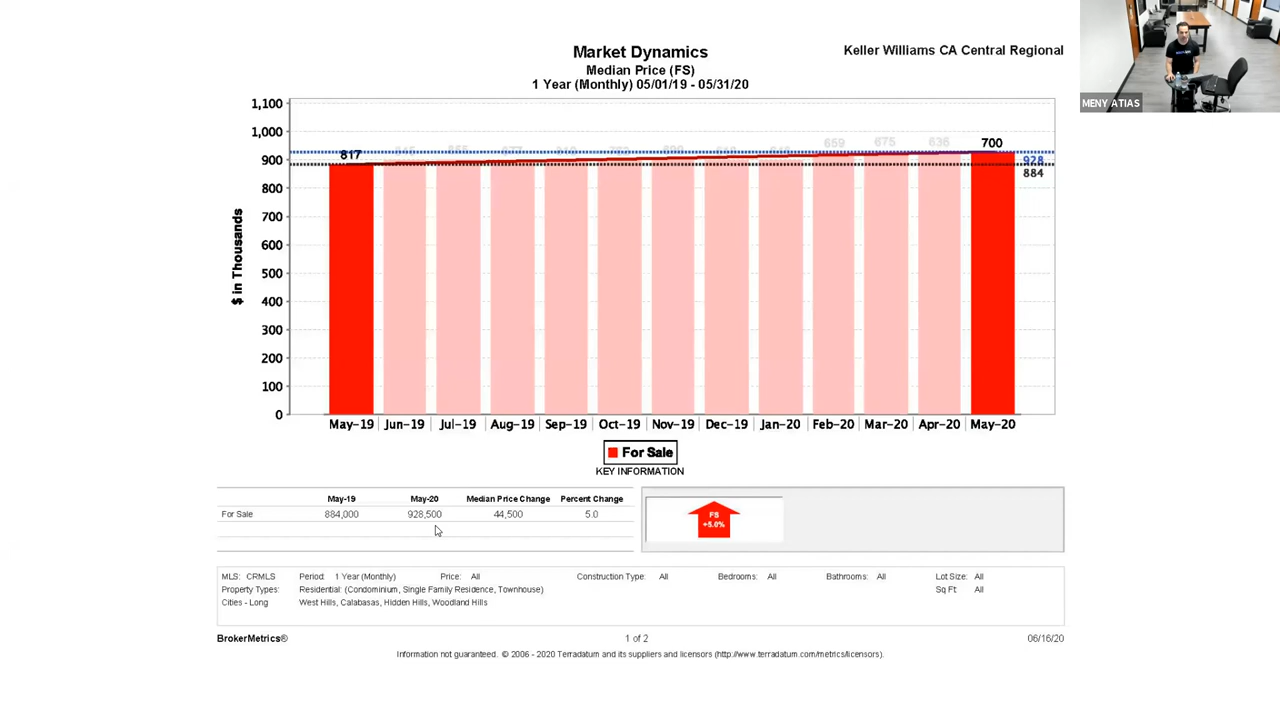 Market Dynamics
Keller Williams CA Central Regional
Median Price (FS)
1 Year (Monthly) 05/01/19 - 05/31/20
MENY ATIAS
$ in Thousands
1,100
1,000
900
800
700
600
500
400
300
200
100
0
817
659
675
636
700
928
884
May-19 Jun-19 Jul-19 Aug-19 Sep-19 Oct-19 Nov-19 Dec-19 Jan-20 Feb-20 Mar-20 Apr-20 May-20
For Sale
KEY INFORMATION
May-19 May-20 Median Price Change Percent Change
For Sale 884,000 928,500 44,500 5.0
FS
+5.0%
MLS: CRMLS Period: 1 Year (Monthly) Price: All Construction Type: All Bedrooms: All Bathrooms: All Lot Size: All
Property Types: Residential: (Condominium, Single Family Residence, Townhouse) Sq Ft: All
Cities - Long West Hills, Calabasas, Hidden Hills, Woodland Hills
BrokerMetrics® 1 of 2 06/16/20
Information not guaranteed. © 2006 - 2020 Terradatum and its suppliers and licensors (http://www.terradatum.com/metrics/licensors).